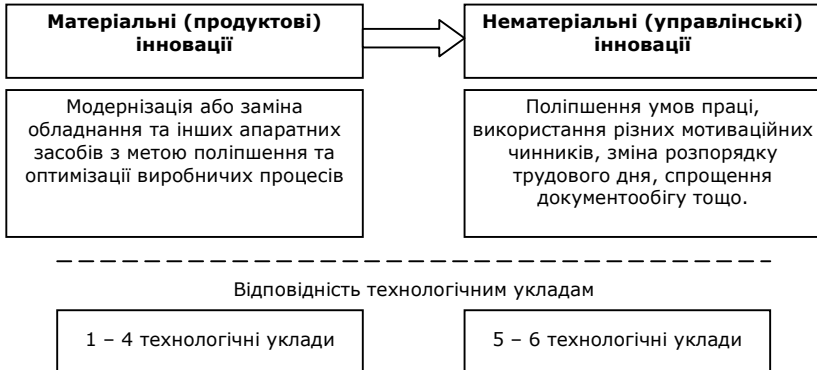 Матеріальні (продуктові)
інновації
Нематеріальні (управлінські)
інновації
Модернізація або заміна
обладнання та інших апаратних
засобів з метою поліпшення та
оптимізації виробничих процесів
Поліпшення умов праці,
використання різних мотиваційних
чинників, зміна розпорядку
трудового дня, спрощення
документообігу тощо.
Відповідність технологічним укладам
1 – 4 технологічні уклади
5 – 6 технологічні уклади